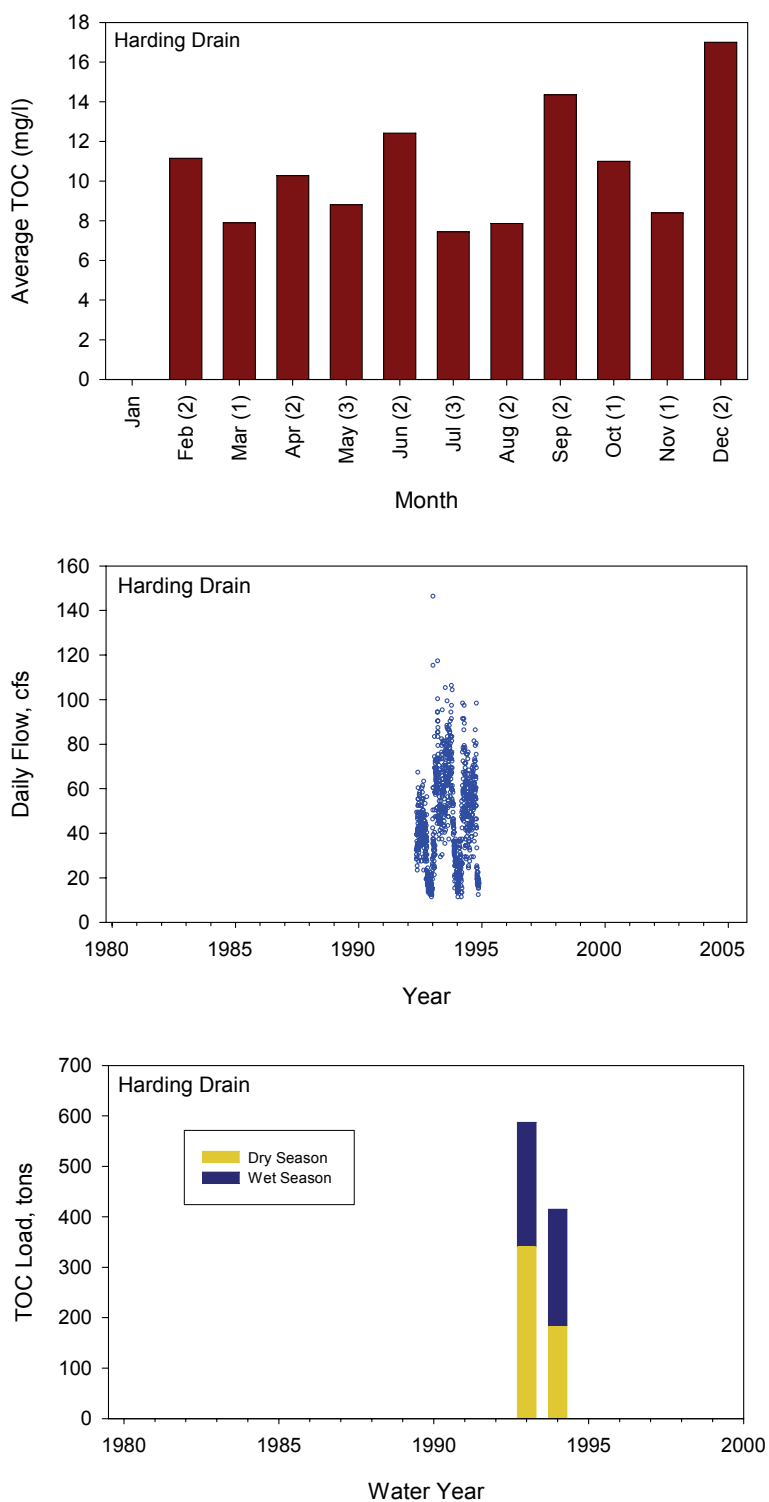 Harding Drain
Average TOC (mg/l)
18
16
14
12
10
8
6
4
2
0
Jan
Feb (2)
Mar (1)
Apr (2)
May (3)
Jun (2)
Jul (3)
Aug (2)
Sep (2)
Oct (1)
Nov (1)
Dec (2)
Month
Harding Drain
Daily Flow, cfs
160
140
120
100
80
60
40
20
0
1980 1985 1990 1995 2000 2005
Year
Harding Drain
TOC Load, tons
700
600
500
400
300
200
100
0
Dry Season
Wet Season
1980 1985 1990 1995 2000
Water Year